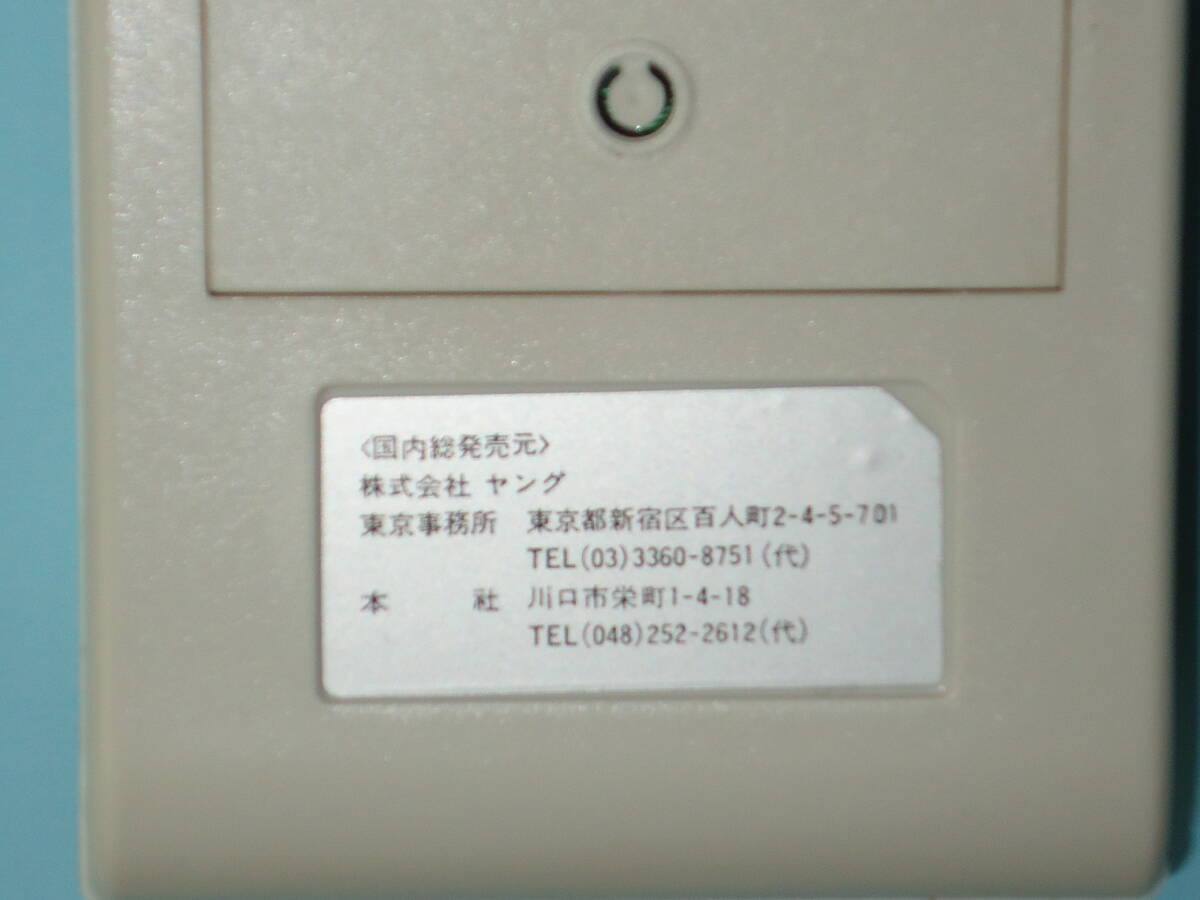 〈国内総発売元〉
株式会社 ヤング
東京事務所 東京都新宿区百人町2-4-5-701
TEL(03)3360-8751(代)
本 社 川口市栄町1-4-18
TEL(048)252-2612(代)